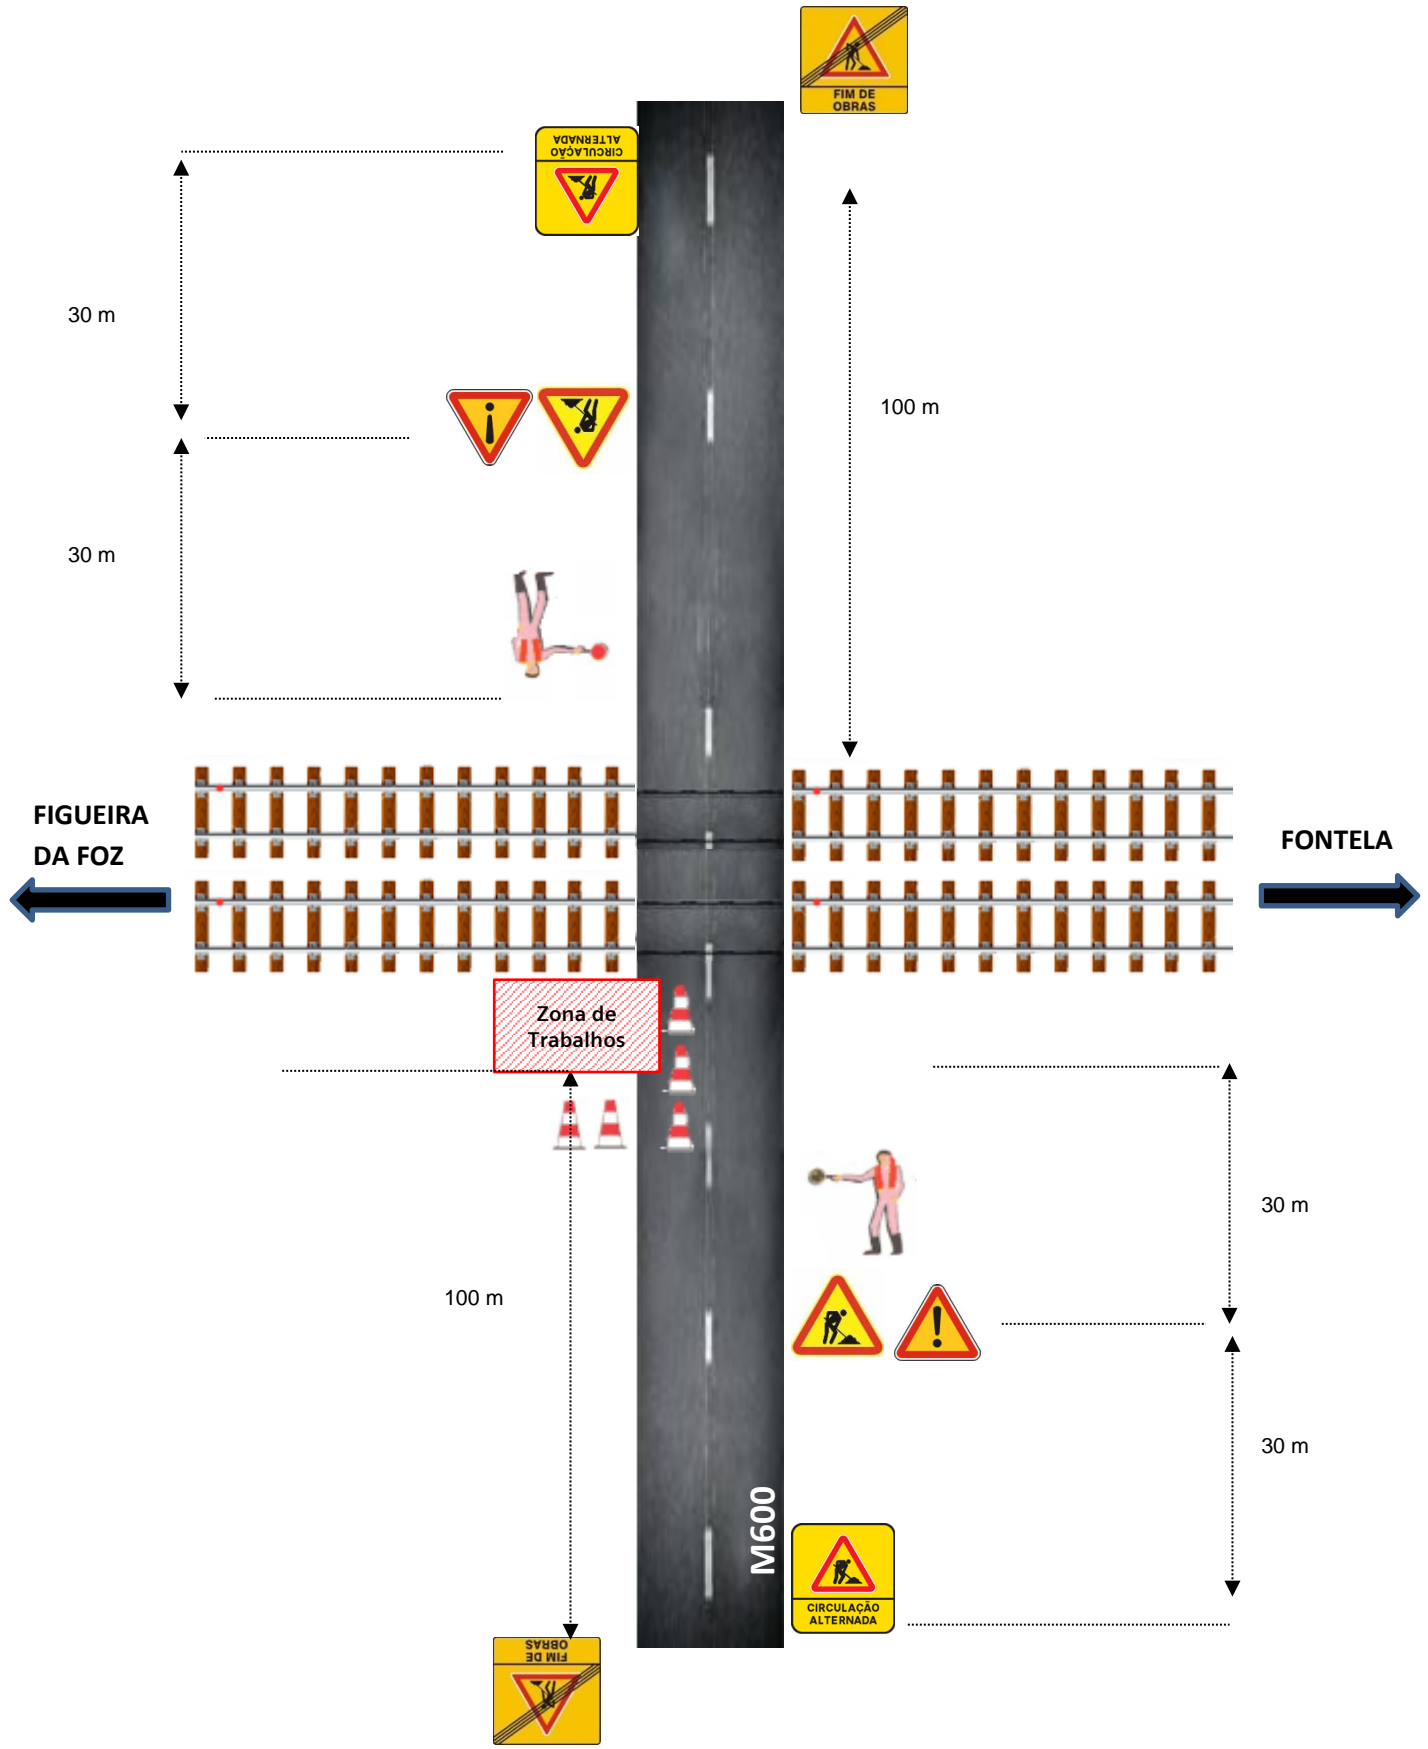 FIM DE
OBRAS
CIRCULAÇÃO
ALTERNADA
30 m
100 m
30 m
FIGUEIRA
DA FOZ
FONTELA
Zona de
Trabalhos
30 m
100 m
30 m
M600
CIRCULAÇÃO
ALTERNADA
FIM DE
OBRAS